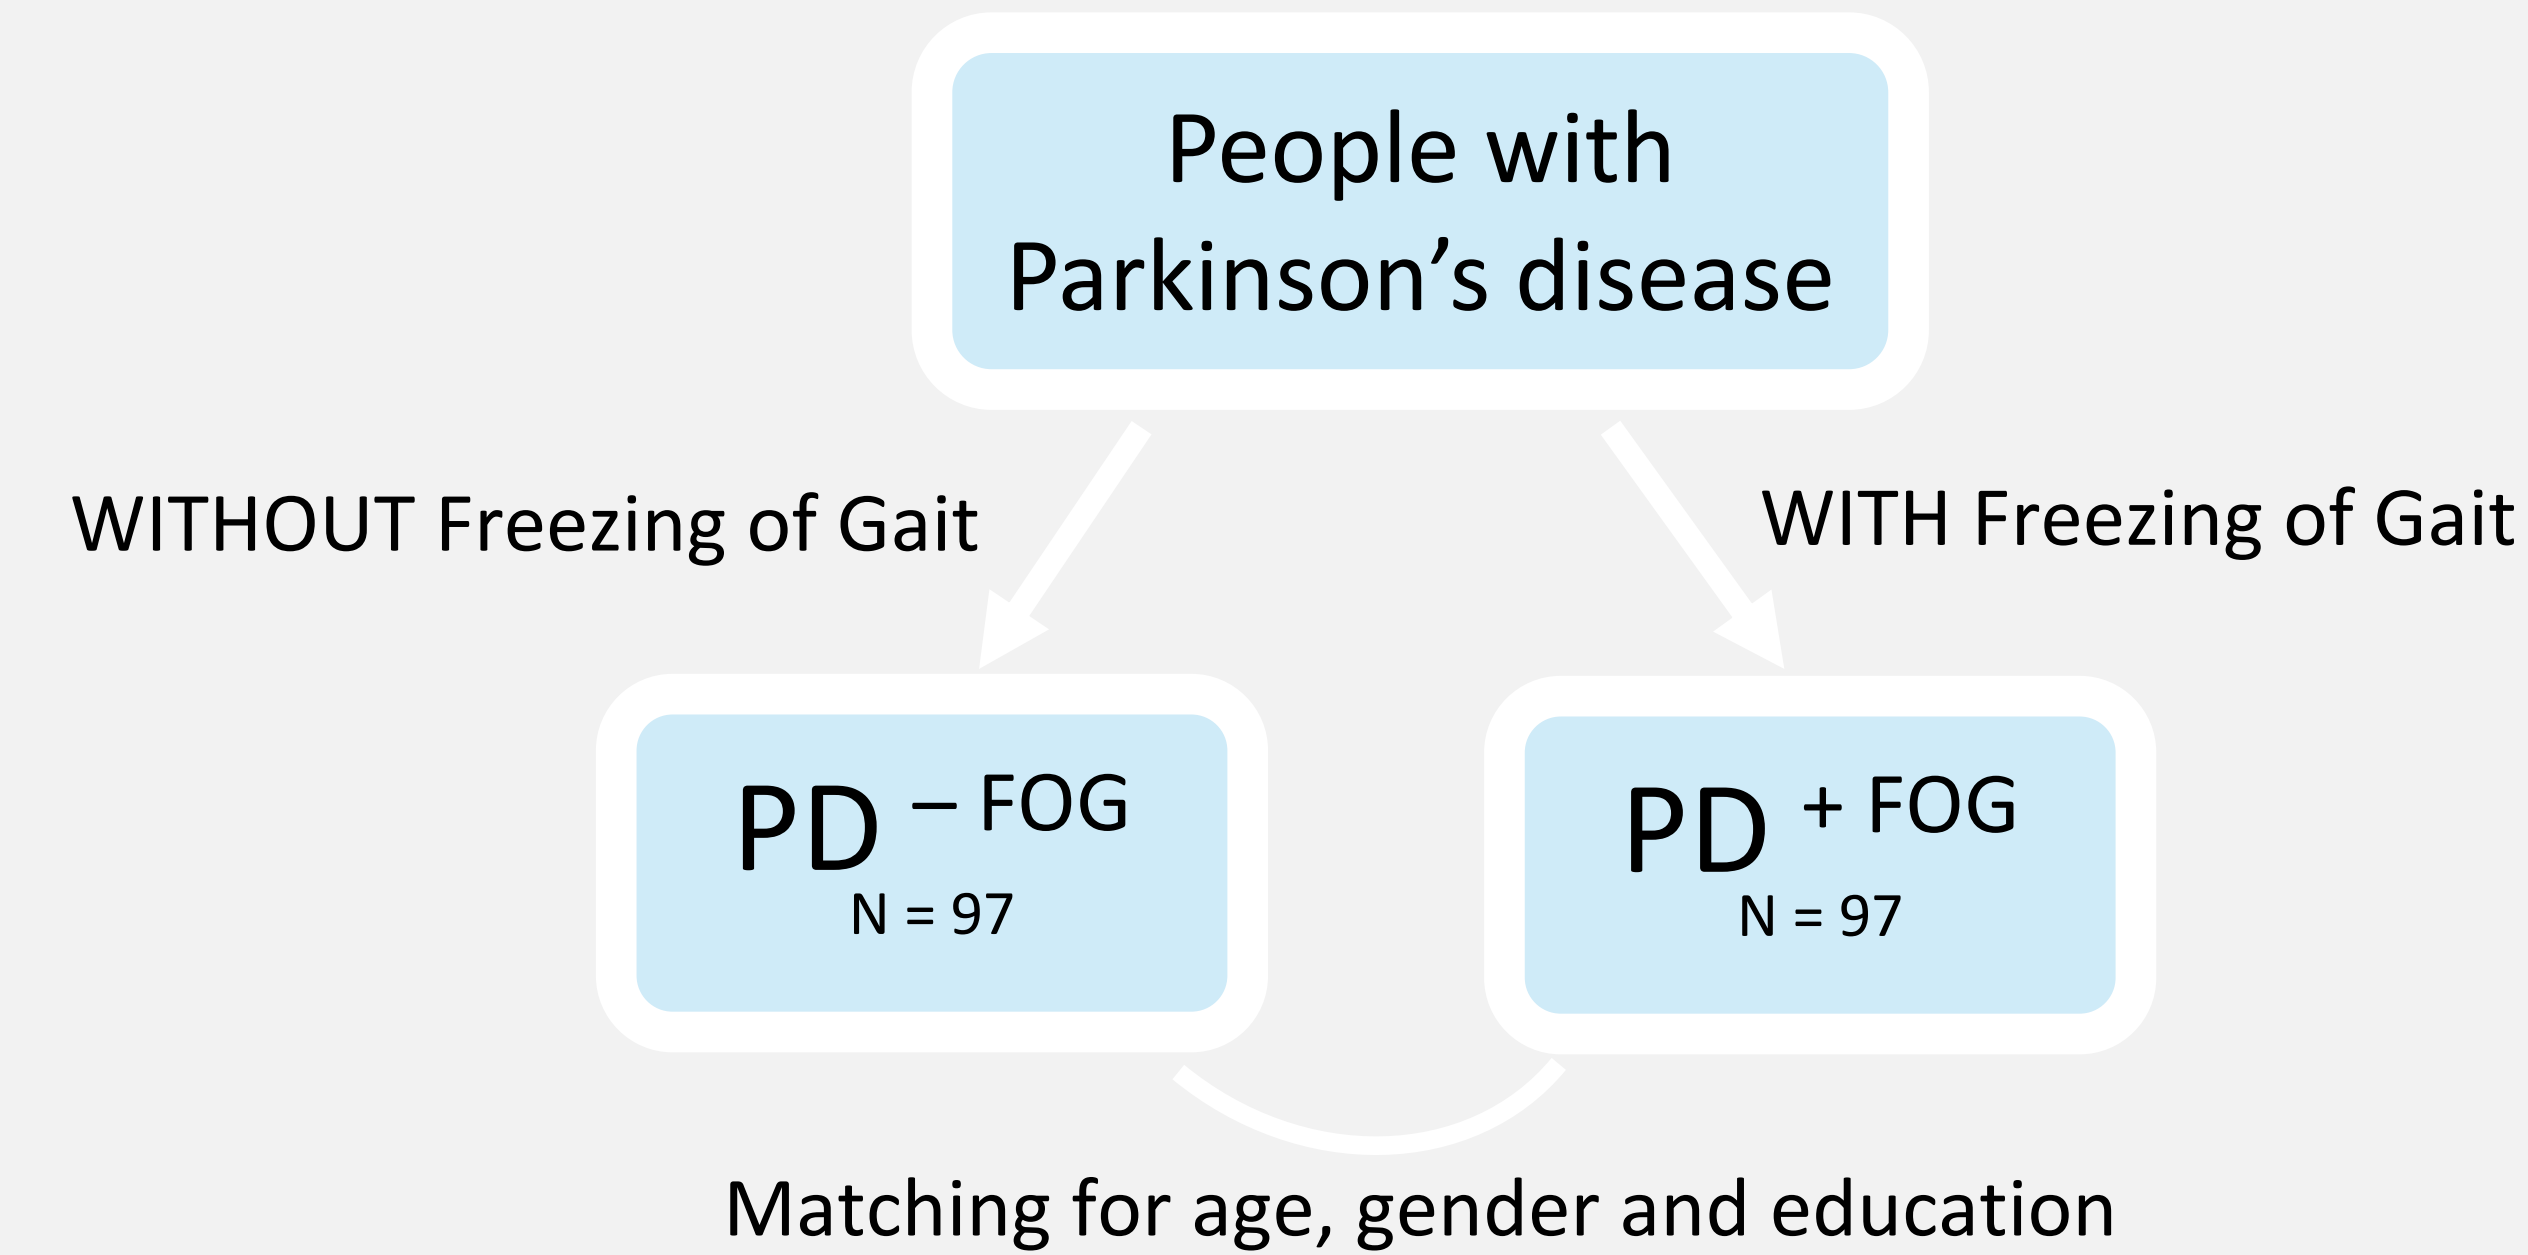 People with
Parkinson’s disease
WITHOUT Freezing of Gait
WITH Freezing of Gait
PD – FOG
N = 97
PD + FOG
N = 97
Matching for age, gender and education